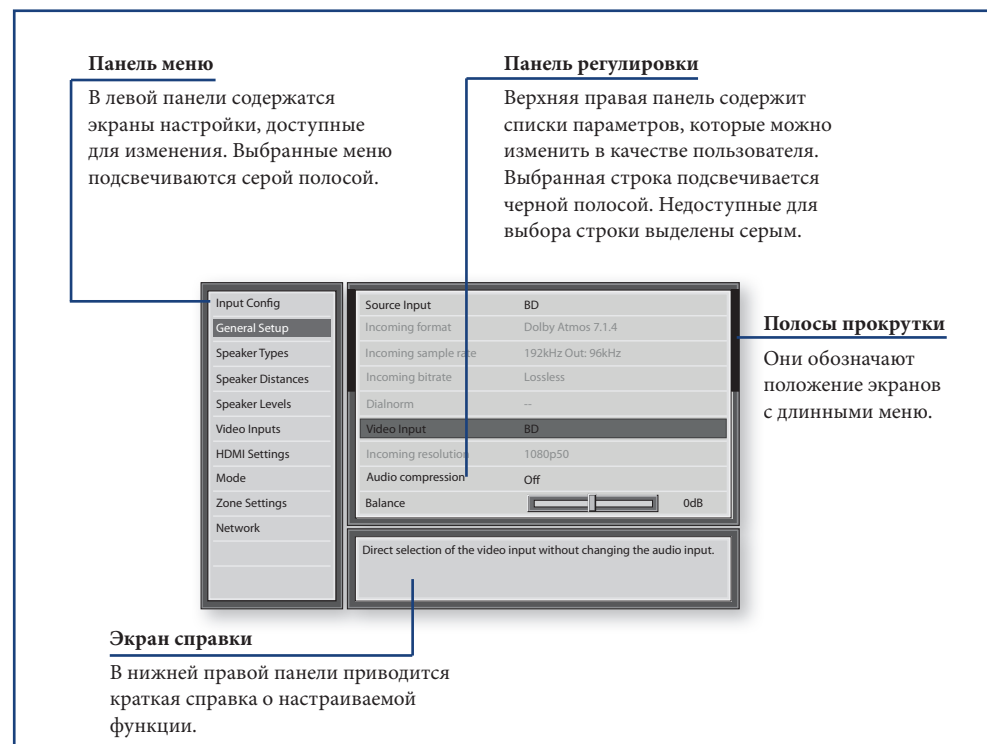 Панель меню
В левой панели содержатся
экраны настройки, доступные
для изменения. Выбранные меню
подсвечиваются серой полосой.
Панель регулировки
Верхняя правая панель содержит
списки параметров, которые можно
изменить в качестве пользователя.
Выбранная строка подсвечивается
черной полосой. Недоступные для
выбора строки выделены серым.
Input Config
General Setup
Speaker Types
Speaker Distances
Speaker Levels
Video Inputs
HDMI Settings
Mode
Zone Settings
Network
Source Input BD
Incoming format Dolby Atmos 7.1.4
Incoming sample rate 192kHz Out: 96kHz
Incoming bitrate Lossless
Dialnorm --
Video Input BD
Incoming resolution 1080p50
Audio compression Off
Balance 0dB
Direct selection of the video input without changing the audio input.
Полосы прокрутки
Они обозначают
положение экранов
с длинными меню.
Экран справки
В нижней правой панели приводится
краткая справка о настраиваемой
функции.